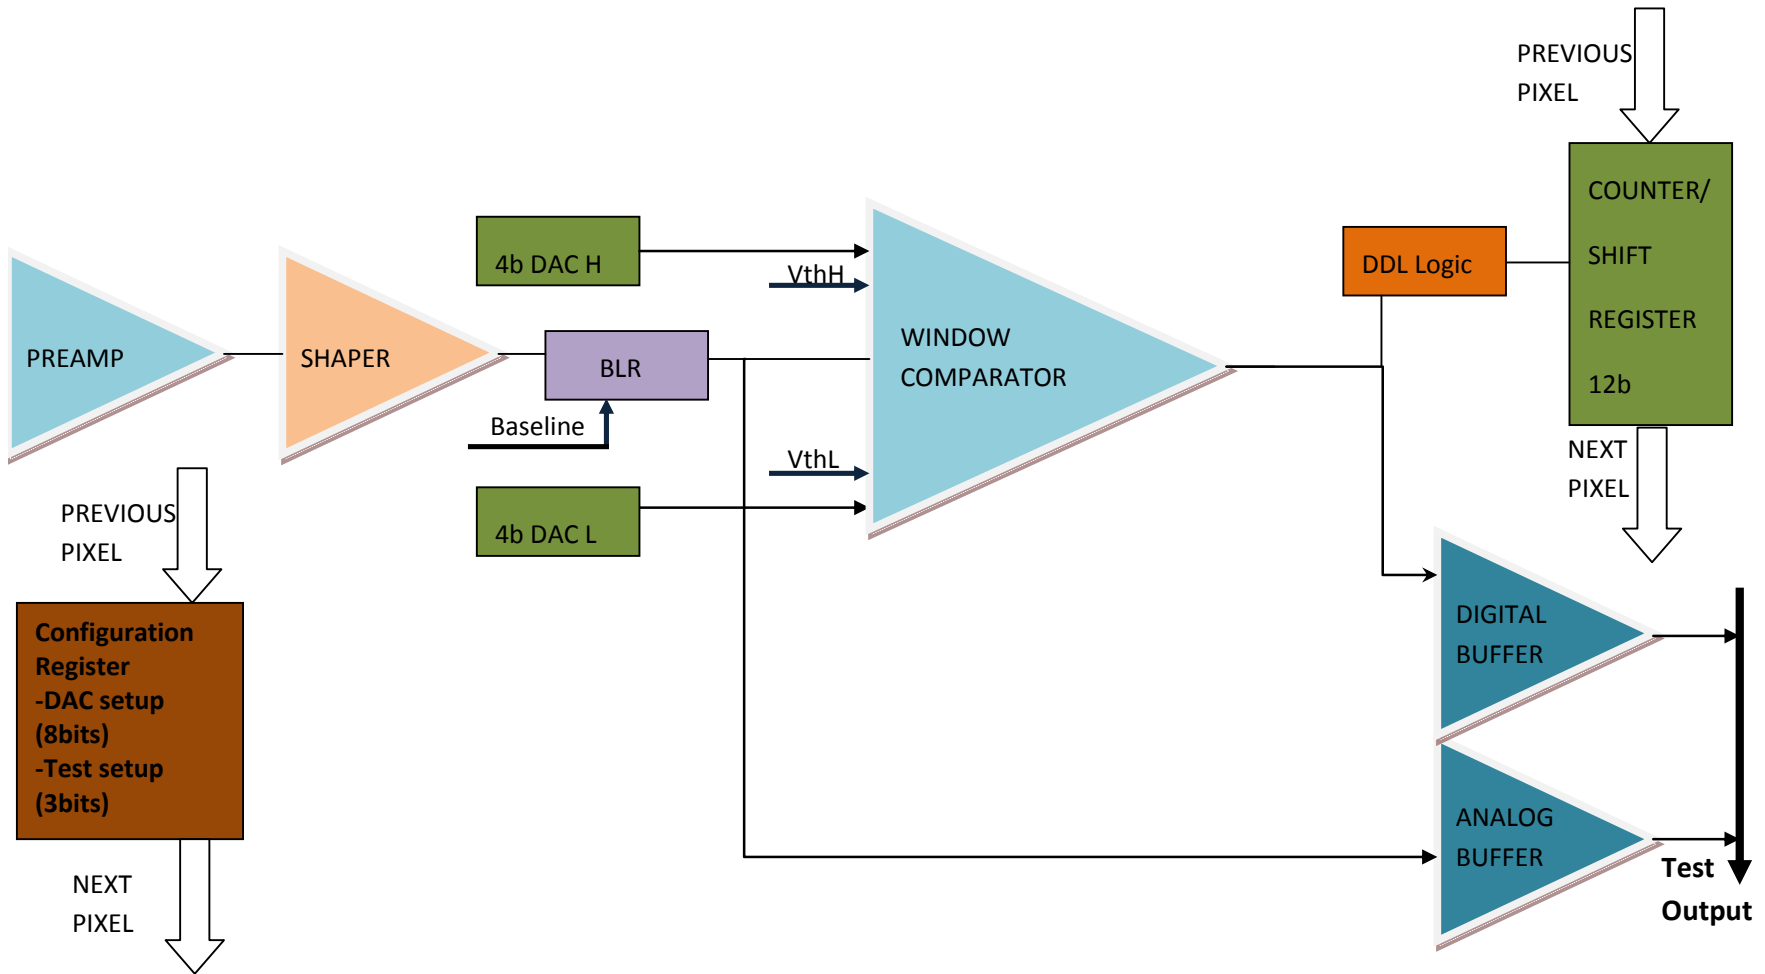 PREVIOUS
PIXEL
COUNTER/
SHIFT
REGISTER
12b
NEXT
PIXEL
4b DAC H
VthH
DDL Logic
PREAMP
SHAPER
BLR
Baseline
WINDOW
COMPARATOR
VthL
4b DAC L
PREVIOUS
PIXEL
Configuration
Register
-DAC setup
(8bits)
-Test setup
(3bits)
NEXT
PIXEL
DIGITAL
BUFFER
ANALOG
BUFFER
Test
Output